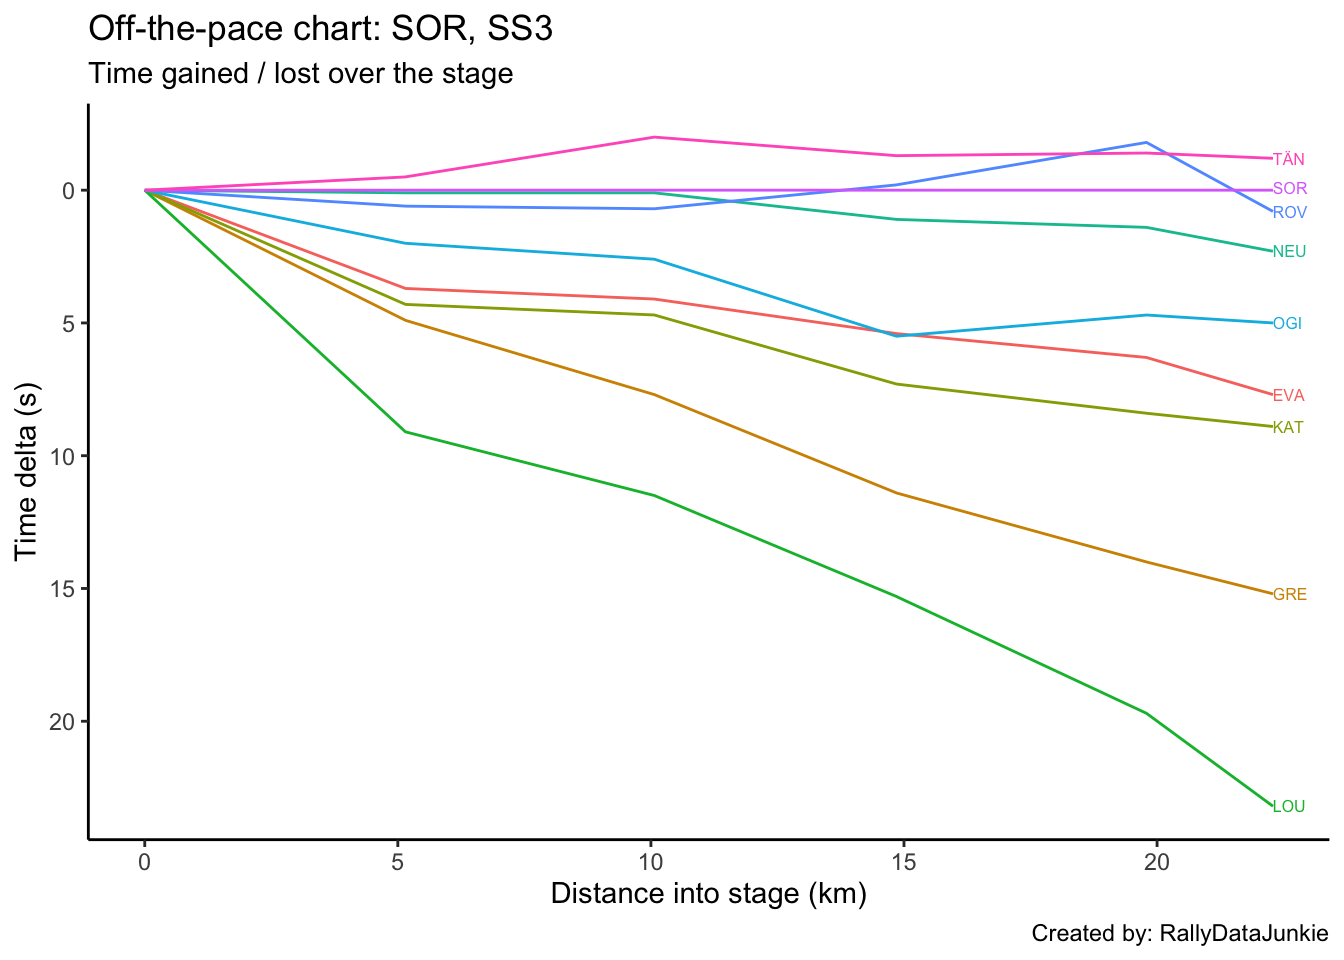 Off-the-pace chart: SOR, SS3
Time gained / lost over the stage
Time delta (s)
0
5
10
15
20
TÄN
SOR
ROV
NEU
OGI
EVA
KAT
GRE
LOU
0
5
10
15
20
Distance into stage (km)
Created by: RallyDataJunkie